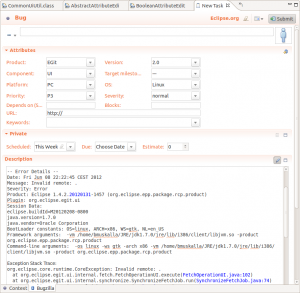 CommonUiUtil.class
AbstractAttributeEdit
BooleanAttributeEdit
New Task
Bug
Eclipse.org
Submit
Attributes
Product: EGit Version: 2.0
Component: UI Target milesto... ---
Platform: PC OS: Linux
Priority: P3 Severity: normal
Depends on: Blocks:
URL: http://
Keywords:
Private
Scheduled: This Week Due: Choose Date Estimate: 0
Description
-- Error Details --
Date: Fri Jun 08 22:22:45 CEST 2012
Message: Invalid remote: .
Severity: Error
Product: Eclipse 1.4.2.20120131-1457 (org.eclipse.epp.package.rcp.product)
Plugin: org.eclipse.egit.ui
Session Data:
eclipse.buildId=M20120208-0800
java.version=1.7.0
java.vendor=Oracle Corporation
BootLoader constants: OS=linux, ARCH=x86, WS=gtk, NL=en_US
Framework arguments: -vm /home/bmuskalla/JRE/jdk1.7.0/jre/lib/i386/client/libjvm.so -product
org.eclipse.epp.package.rcp.product
Command-line arguments: -os linux -ws gtk -arch x86 -vm /home/bmuskalla/JRE/jdk1.7.0/jre/lib/i386/
client/libjvm.so -product org.eclipse.epp.package.rcp.product
Exception Stack Trace
org.eclipse.core.runtime.CoreException: Invalid remote: .
at org.eclipse.egit.ui.internal.fetch.FetchOperationUI.execute(FetchOperationUI.java:102)
at org.eclipse.egit.ui.internal.synchronize.SynchronizeFetchJob.run(SynchronizeFetchJob.java:74)
Context
Bugzilla